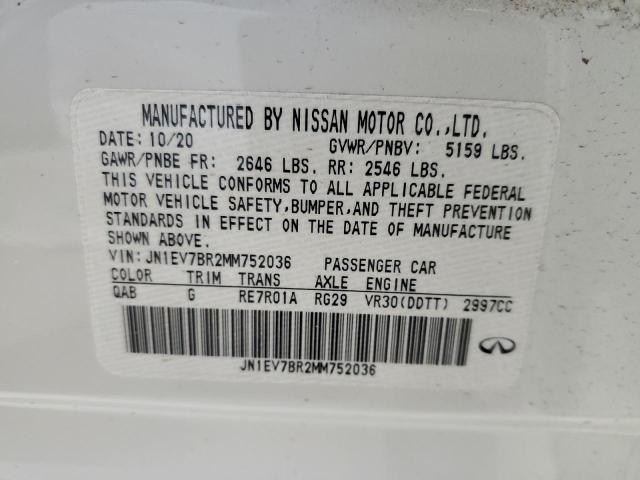 MANUFACTURED BY NISSAN MOTOR CO.,LTD.
DATE: 10/20 GVWR/PNBV: 5159 LBS.
GAWR/PNBE FR: 2646 LBS. RR: 2546 LBS.
THIS VEHICLE CONFORMS TO ALL APPLICABLE FEDERAL
MOTOR VEHICLE SAFETY,BUMPER,AND THEFT PREVENTION
STANDARDS IN EFFECT ON THE DATE OF MANUFACTURE
SHOWN ABOVE.
VIN: JN1EV7BR2MM752036 PASSENGER CAR
COLOR TRIM TRANS AXLE ENGINE
QAB G RE7R01A RG29 VR30(DDTT) 2997CC
JN1EV7BR2MM752036